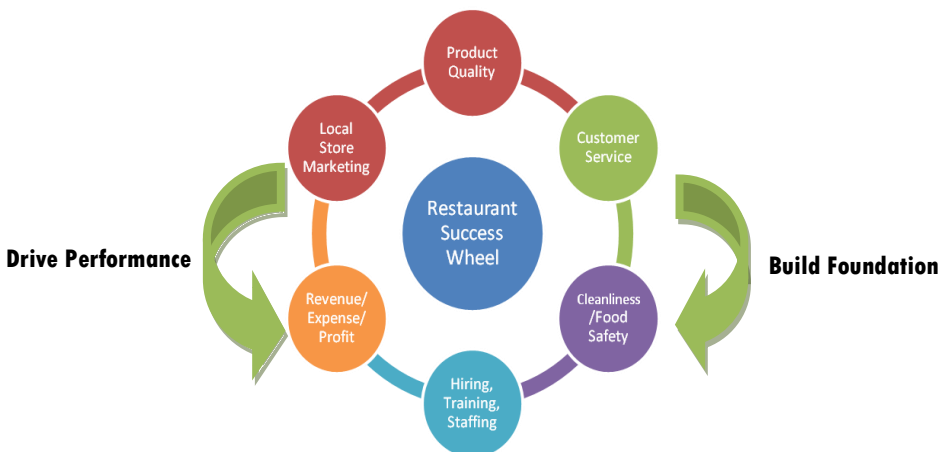 Product
Quality
Local
Store
Marketing
Customer
Service
Restaurant
Success
Wheel
Drive Performance
Build Foundation
Revenue/
Expense/
Profit
Cleanliness
/Food
Safety
Hiring,
Training,
Staffing